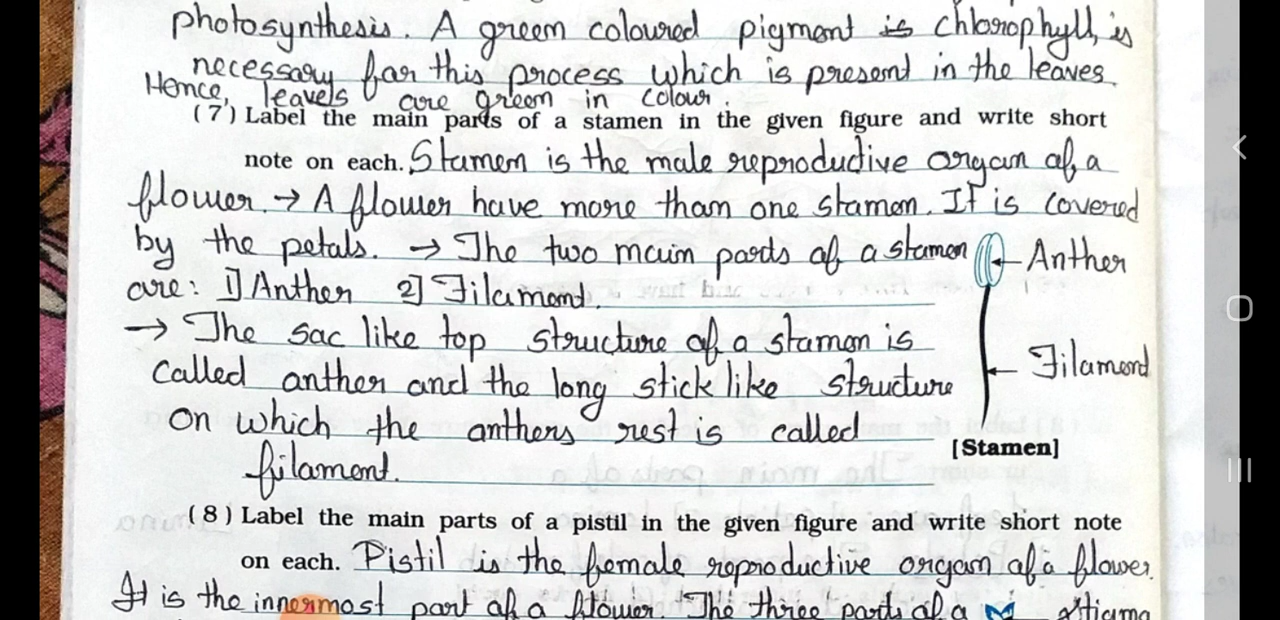 photosynthesis. A green coloured pigment is chlorophyll, is
necessary for this process which is present in the leaves
Hence, leavels are green in colour.
(7) Label the main parts of a stamen in the given figure and write short
note on each. Stamen is the male reproductive organ of a
flower. → A flower have more than one stamen. It is covered
by the petals. → The two main parts of a stamen
Anther
are: 1] Anther 2] Filament.
→ The sac like top structure of a stamen is
Filament
called anther and the long stick like structure
on which the anthers rest is called
[Stamen]
filament.
(8) Label the main parts of a pistil in the given figure and write short note
on each. Pistil is the female reproductive organ of a flower.
It is the innermost part of a flower. The three parts of a stigma